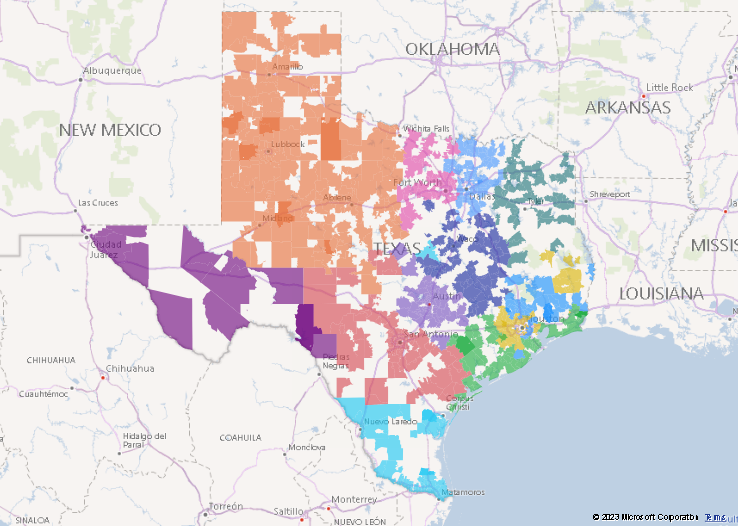 OKLAHOMA
Albuquerque
Amarillo
Little Rock
ARKANSAS
NEW MEXICO
Wichita Falls
Lubbock
Fort Worth
Dallas
Shreveport
Las Cruces
Abilene
Tyler
Ciudad
Juárez
Midland
TEXAS
Waco
MISSIS
LOUISIANA
Austin
Houston
San Antonio
CHIHUAHUA
Piedras
Negras
Chihuahua
Cuauhtémoc
Corpus
Christi
Nuevo Laredo
COAHUILA
Hidalgo del
Parral
Monclova
Matamoros
Monterrey
Torreón
Saltillo
SINALOA
NUEVO LEÓN
© 2023 Microsoft Corporation Terms